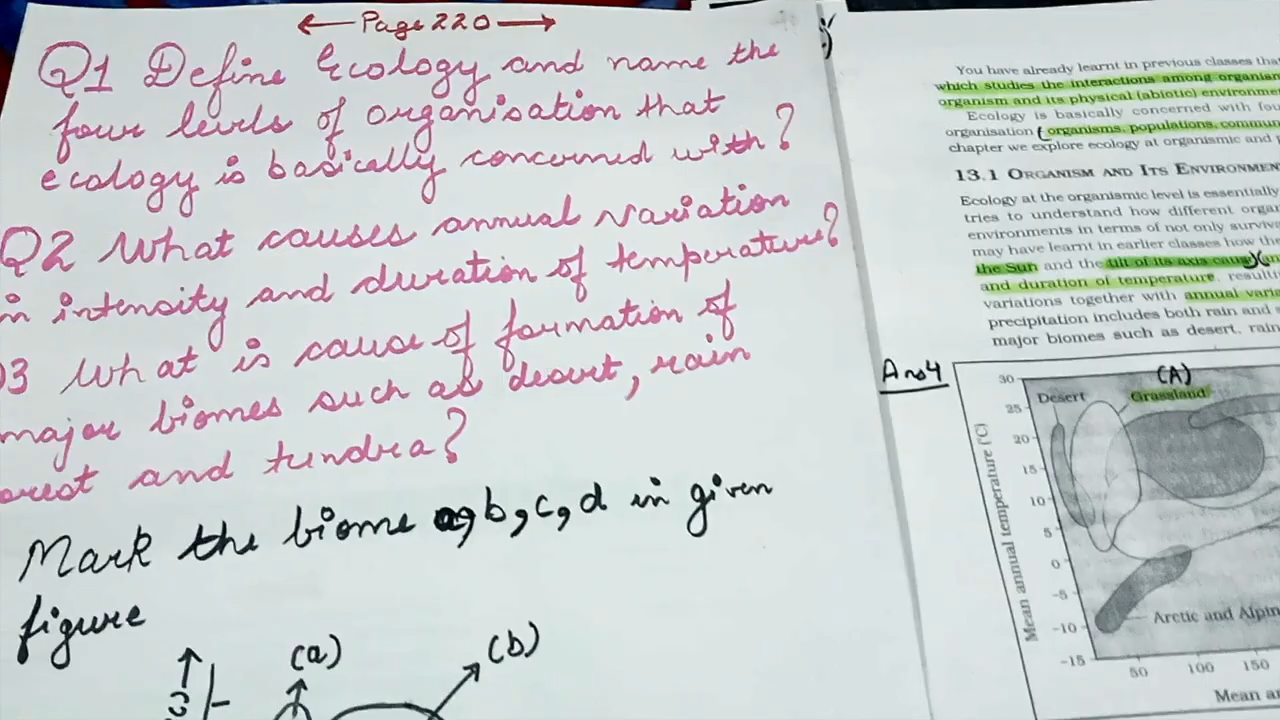 ← Page 220 →
Q1 Define Ecology and name the
four levels of organisation that
ecology is basically concerned with?
Q2 What causes annual variation
in intensity and duration of temperature?
Q3 What is cause of formation of
major biomes such as desert, rain
orest and tundra?
Mark the biome a, b, c, d in given
figure
(a)
(b)
You have already learnt in previous classes tha
which studies the interactions among organis
organism and its physical (abiotic) environme
Ecology is basically concerned with fou
organisation (organisms, populations, commun
chapter we explore ecology at organismic and
13.1 ORGANISM AND ITS ENVIRONMEN
Ecology at the organismic level is essentially
tries to understand how different organ
environments in terms of not only surviva
may have learnt in earlier classes how the
the Sun and the tilt of its axis cause
and duration of temperature, resulti
variations together with annual varia
precipitation includes both rain and
major biomes such as desert, rain
Ans4
(A)
Desert
Grassland
Mean annual temperature (°C)
30
25
20
15
10
5
0
-5
-10
-15
Arctic and Alpin
50
100
150
Mean a